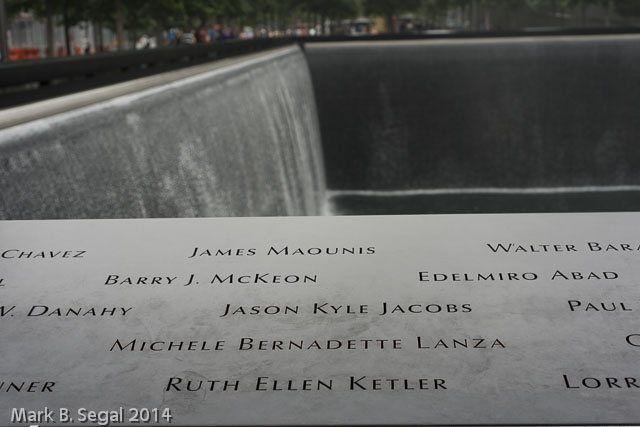 CHAVEZ JAMES MAOUNIS WALTER
BARRY J. MCKEON EDELMIRO ABAD
W. DANAHY JASON KYLE JACOBS PAUL
MICHELE BERNADETTE LANZA
RUTH ELLEN KETLER
Mark B. Segal 2014